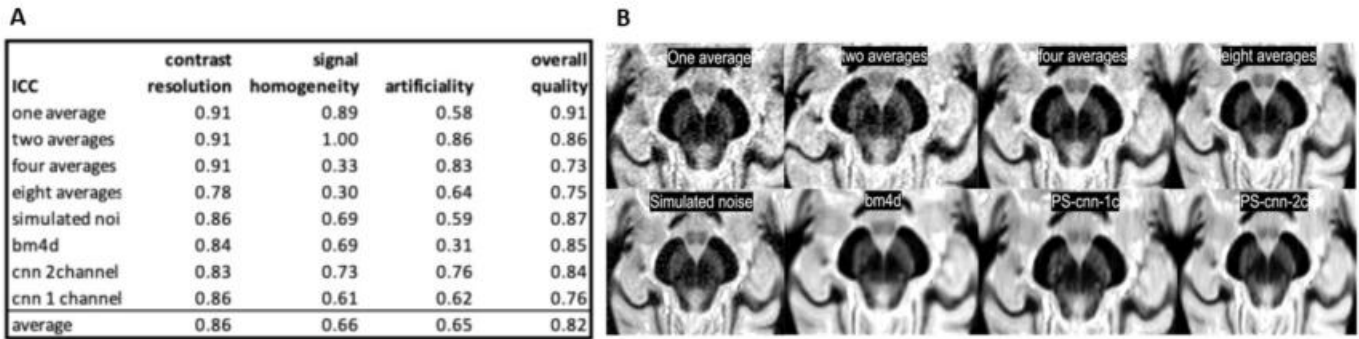 A
B
contrast signal overall
ICC resolution homogeneity artificiality quality
one average 0.91 0.89 0.58 0.91
two averages 0.91 1.00 0.86 0.86
four averages 0.91 0.33 0.83 0.73
eight averages 0.78 0.30 0.64 0.75
simulated noi 0.86 0.69 0.59 0.87
bm4d 0.84 0.69 0.31 0.85
cnn 2channel 0.83 0.73 0.76 0.84
cnn 1 channel 0.86 0.61 0.62 0.76
average 0.86 0.66 0.65 0.82
One average two averages four averages eight averages
Simulated noise bm4d PS-cnn-1c PS-cnn-2c